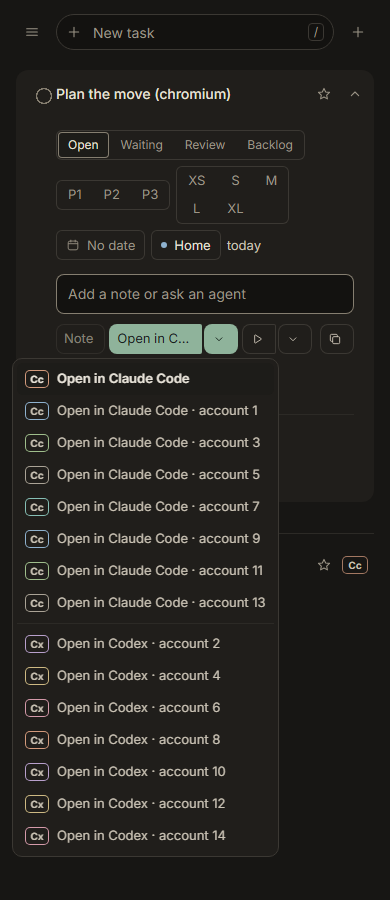 New task /
Plan the move (chromium)
Open Waiting Review Backlog
P1 P2 P3
XS S M
L XL
No date Home today
Add a note or ask an agent
Note Open in C...
Cc Open in Claude Code
Cc Open in Claude Code · account 1
Cc Open in Claude Code · account 3
Cc Open in Claude Code · account 5
Cc Open in Claude Code · account 7
Cc Open in Claude Code · account 9
Cc Open in Claude Code · account 11
Cc
Cc Open in Claude Code · account 13
Cx Open in Codex · account 2
Cx Open in Codex · account 4
Cx Open in Codex · account 6
Cx Open in Codex · account 8
Cx Open in Codex · account 10
Cx Open in Codex · account 12
Cx Open in Codex · account 14